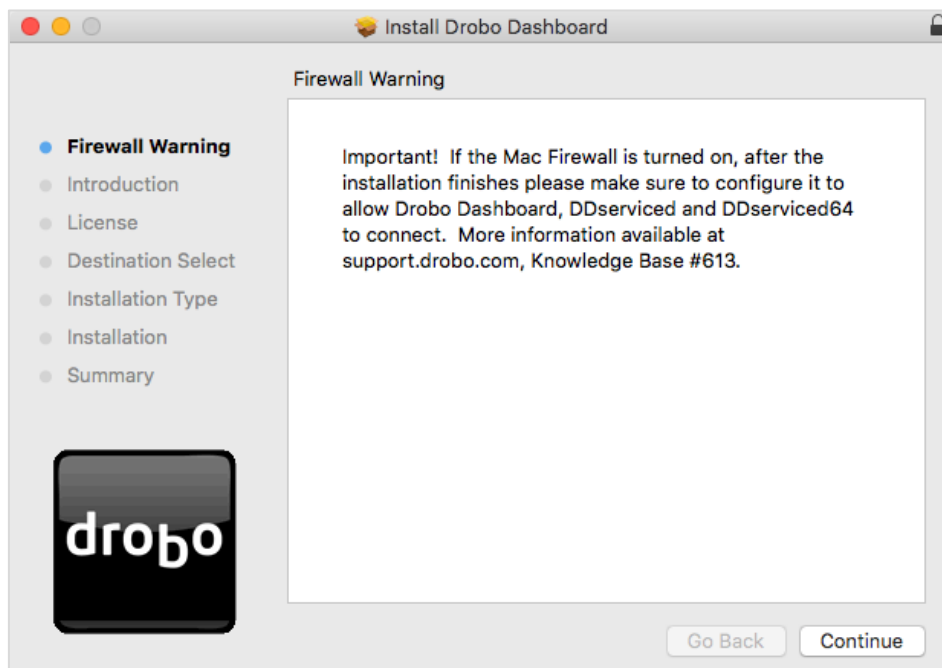 Install Drobo Dashboard
Firewall Warning
Firewall Warning
Introduction
License
Destination Select
Installation Type
Installation
Summary
Important!  If the Mac Firewall is turned on, after the
installation finishes please make sure to configure it to
allow Drobo Dashboard, DDserviced and DDserviced64
to connect.  More information available at
support.drobo.com, Knowledge Base #613.
drobo
Go Back
Continue